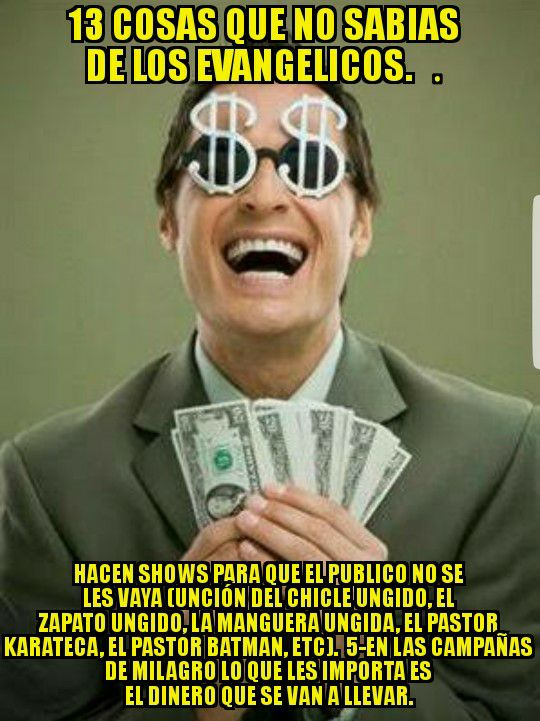 13 COSAS QUE NO SABIAS
DE LOS EVANGELICOS. .
HACEN SHOWS PARA QUE EL PUBLICO NO SE
LES VAYA (UNCIÓN DEL CHICLE UNGIDO, EL
ZAPATO UNGIDO, LA MANGUERA UNGIDA, EL PASTOR
KARATECA, EL PASTOR BATMAN, ETC). 5-EN LAS CAMPAÑAS
DE MILAGRO LO QUE LES IMPORTA ES
EL DINERO QUE SE VAN A LLEVAR.